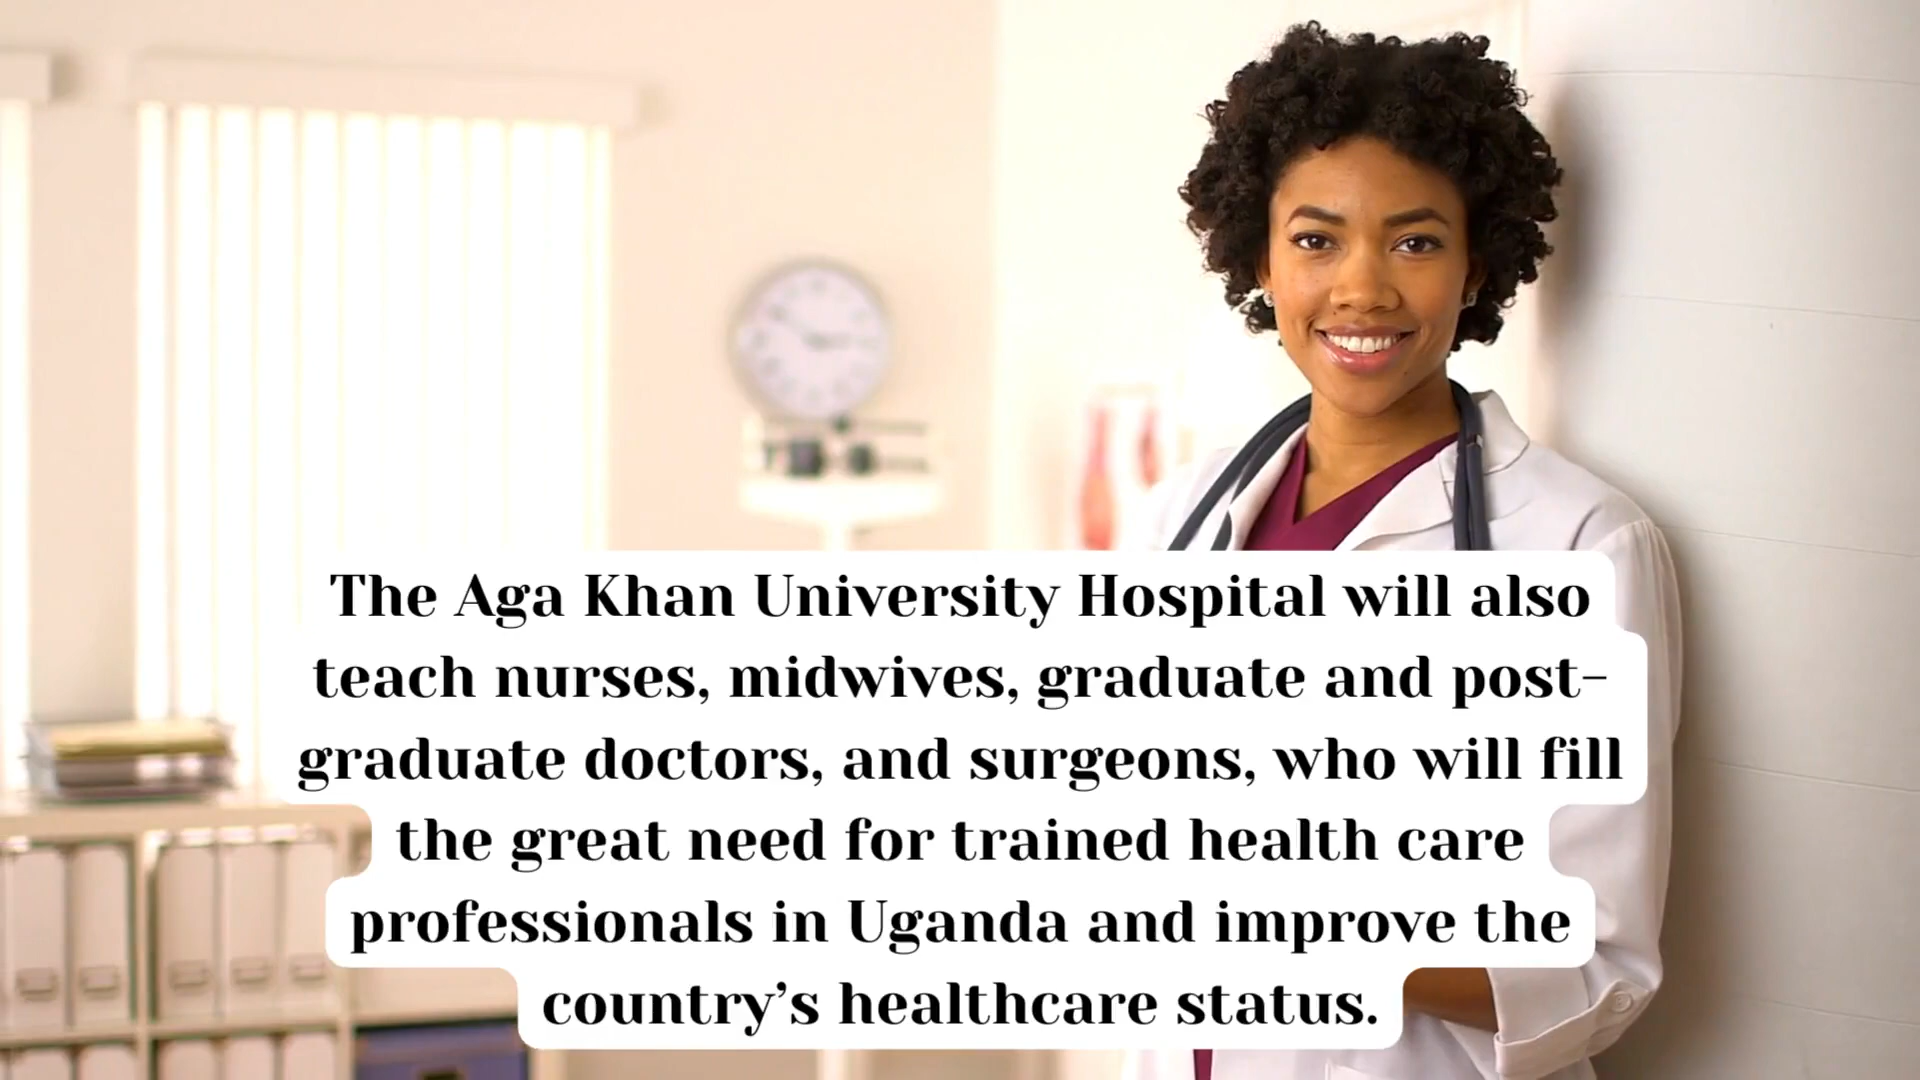 The Aga Khan University Hospital will also
teach nurses, midwives, graduate and post-
graduate doctors, and surgeons, who will fill
the great need for trained health care
professionals in Uganda and improve the
country’s healthcare status.